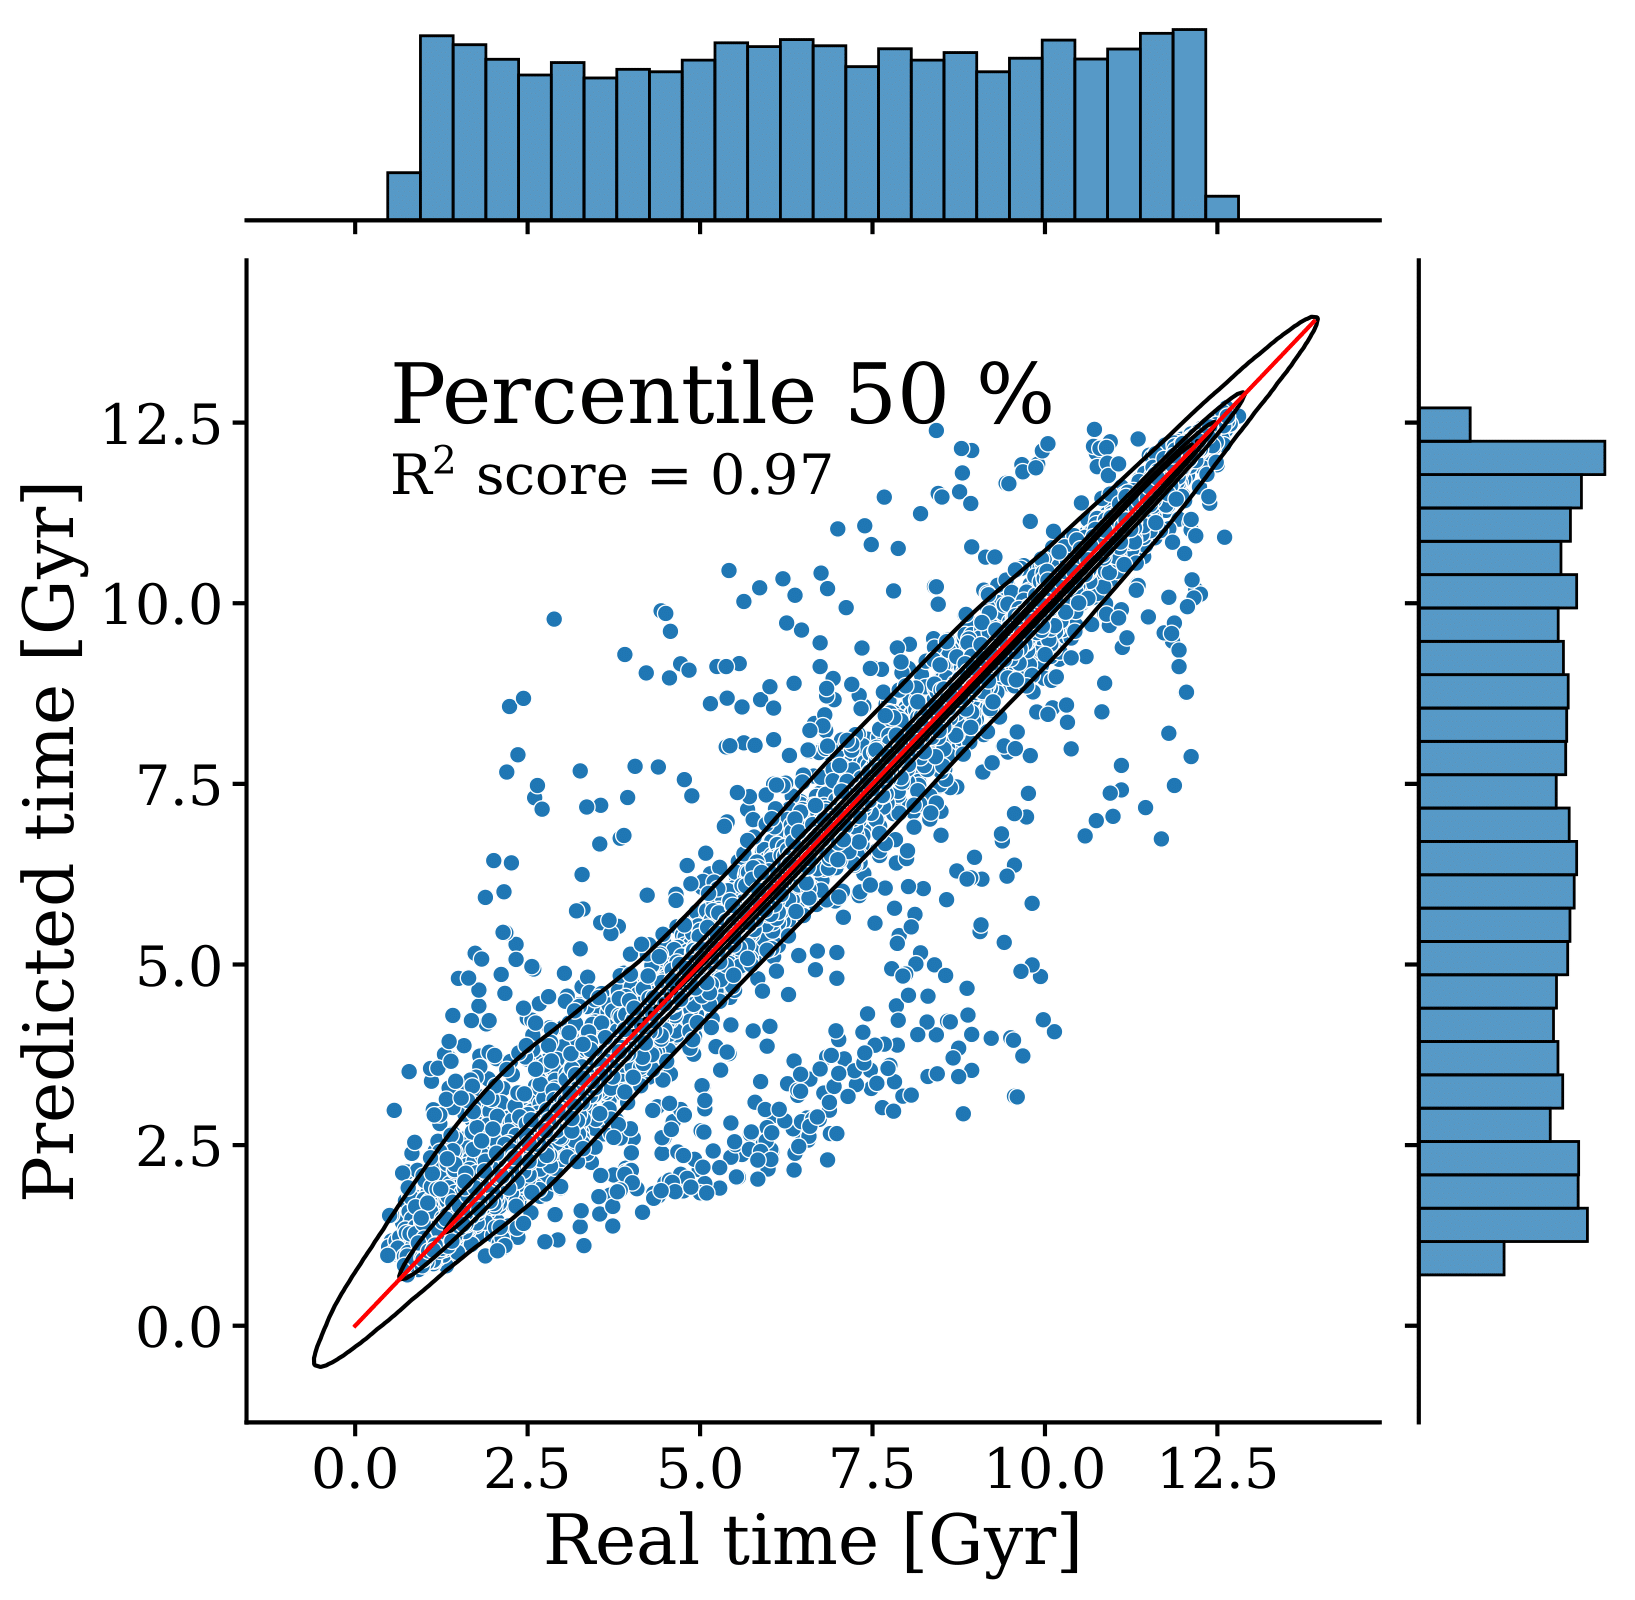 Percentile 50 %
R² score = 0.97
Predicted time [Gyr]
12.5
10.0
7.5
5.0
2.5
0.0
0.0 2.5 5.0 7.5 10.0 12.5
Real time [Gyr]